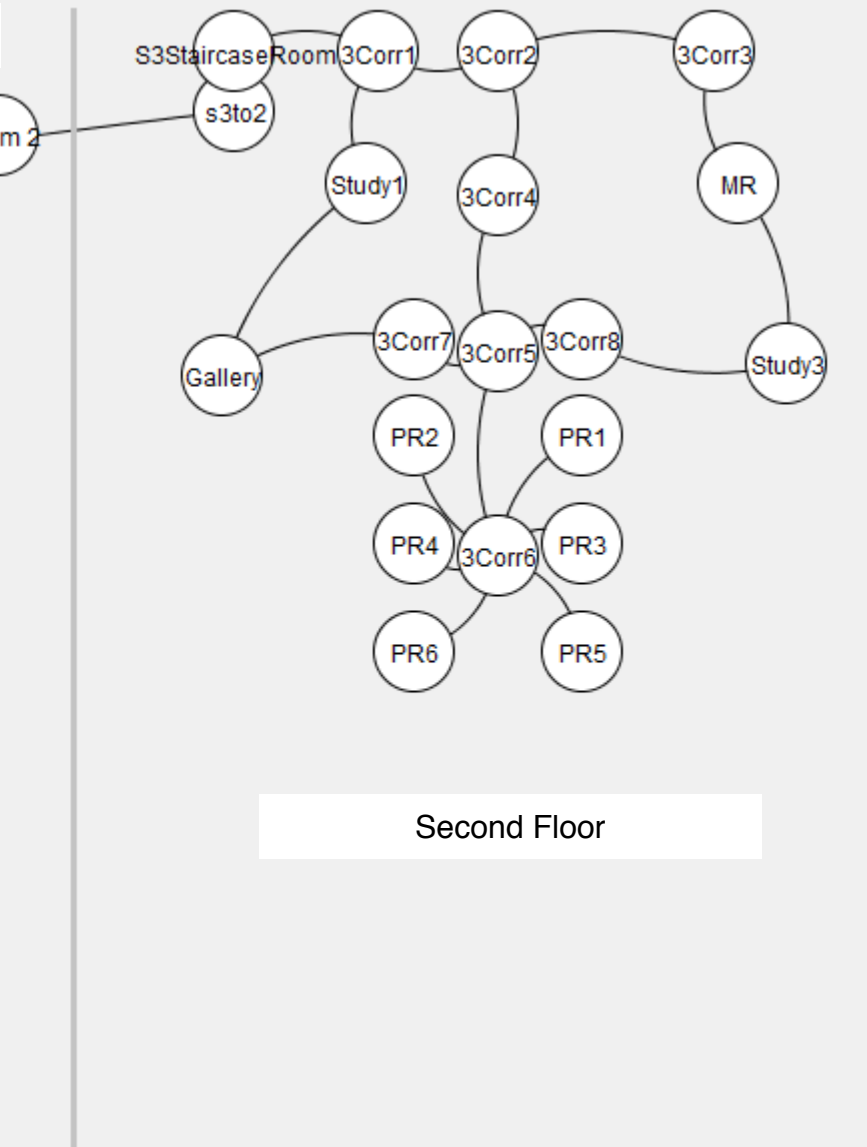 S3StaircaseRoom
3Corr1
3Corr2
3Corr3
s3to2
m 2
Study1
3Corr4
MR
3Corr7
3Corr5
3Corr8
Gallery
Study3
PR2
PR1
PR4
3Corr6
PR3
PR6
PR5
Second Floor